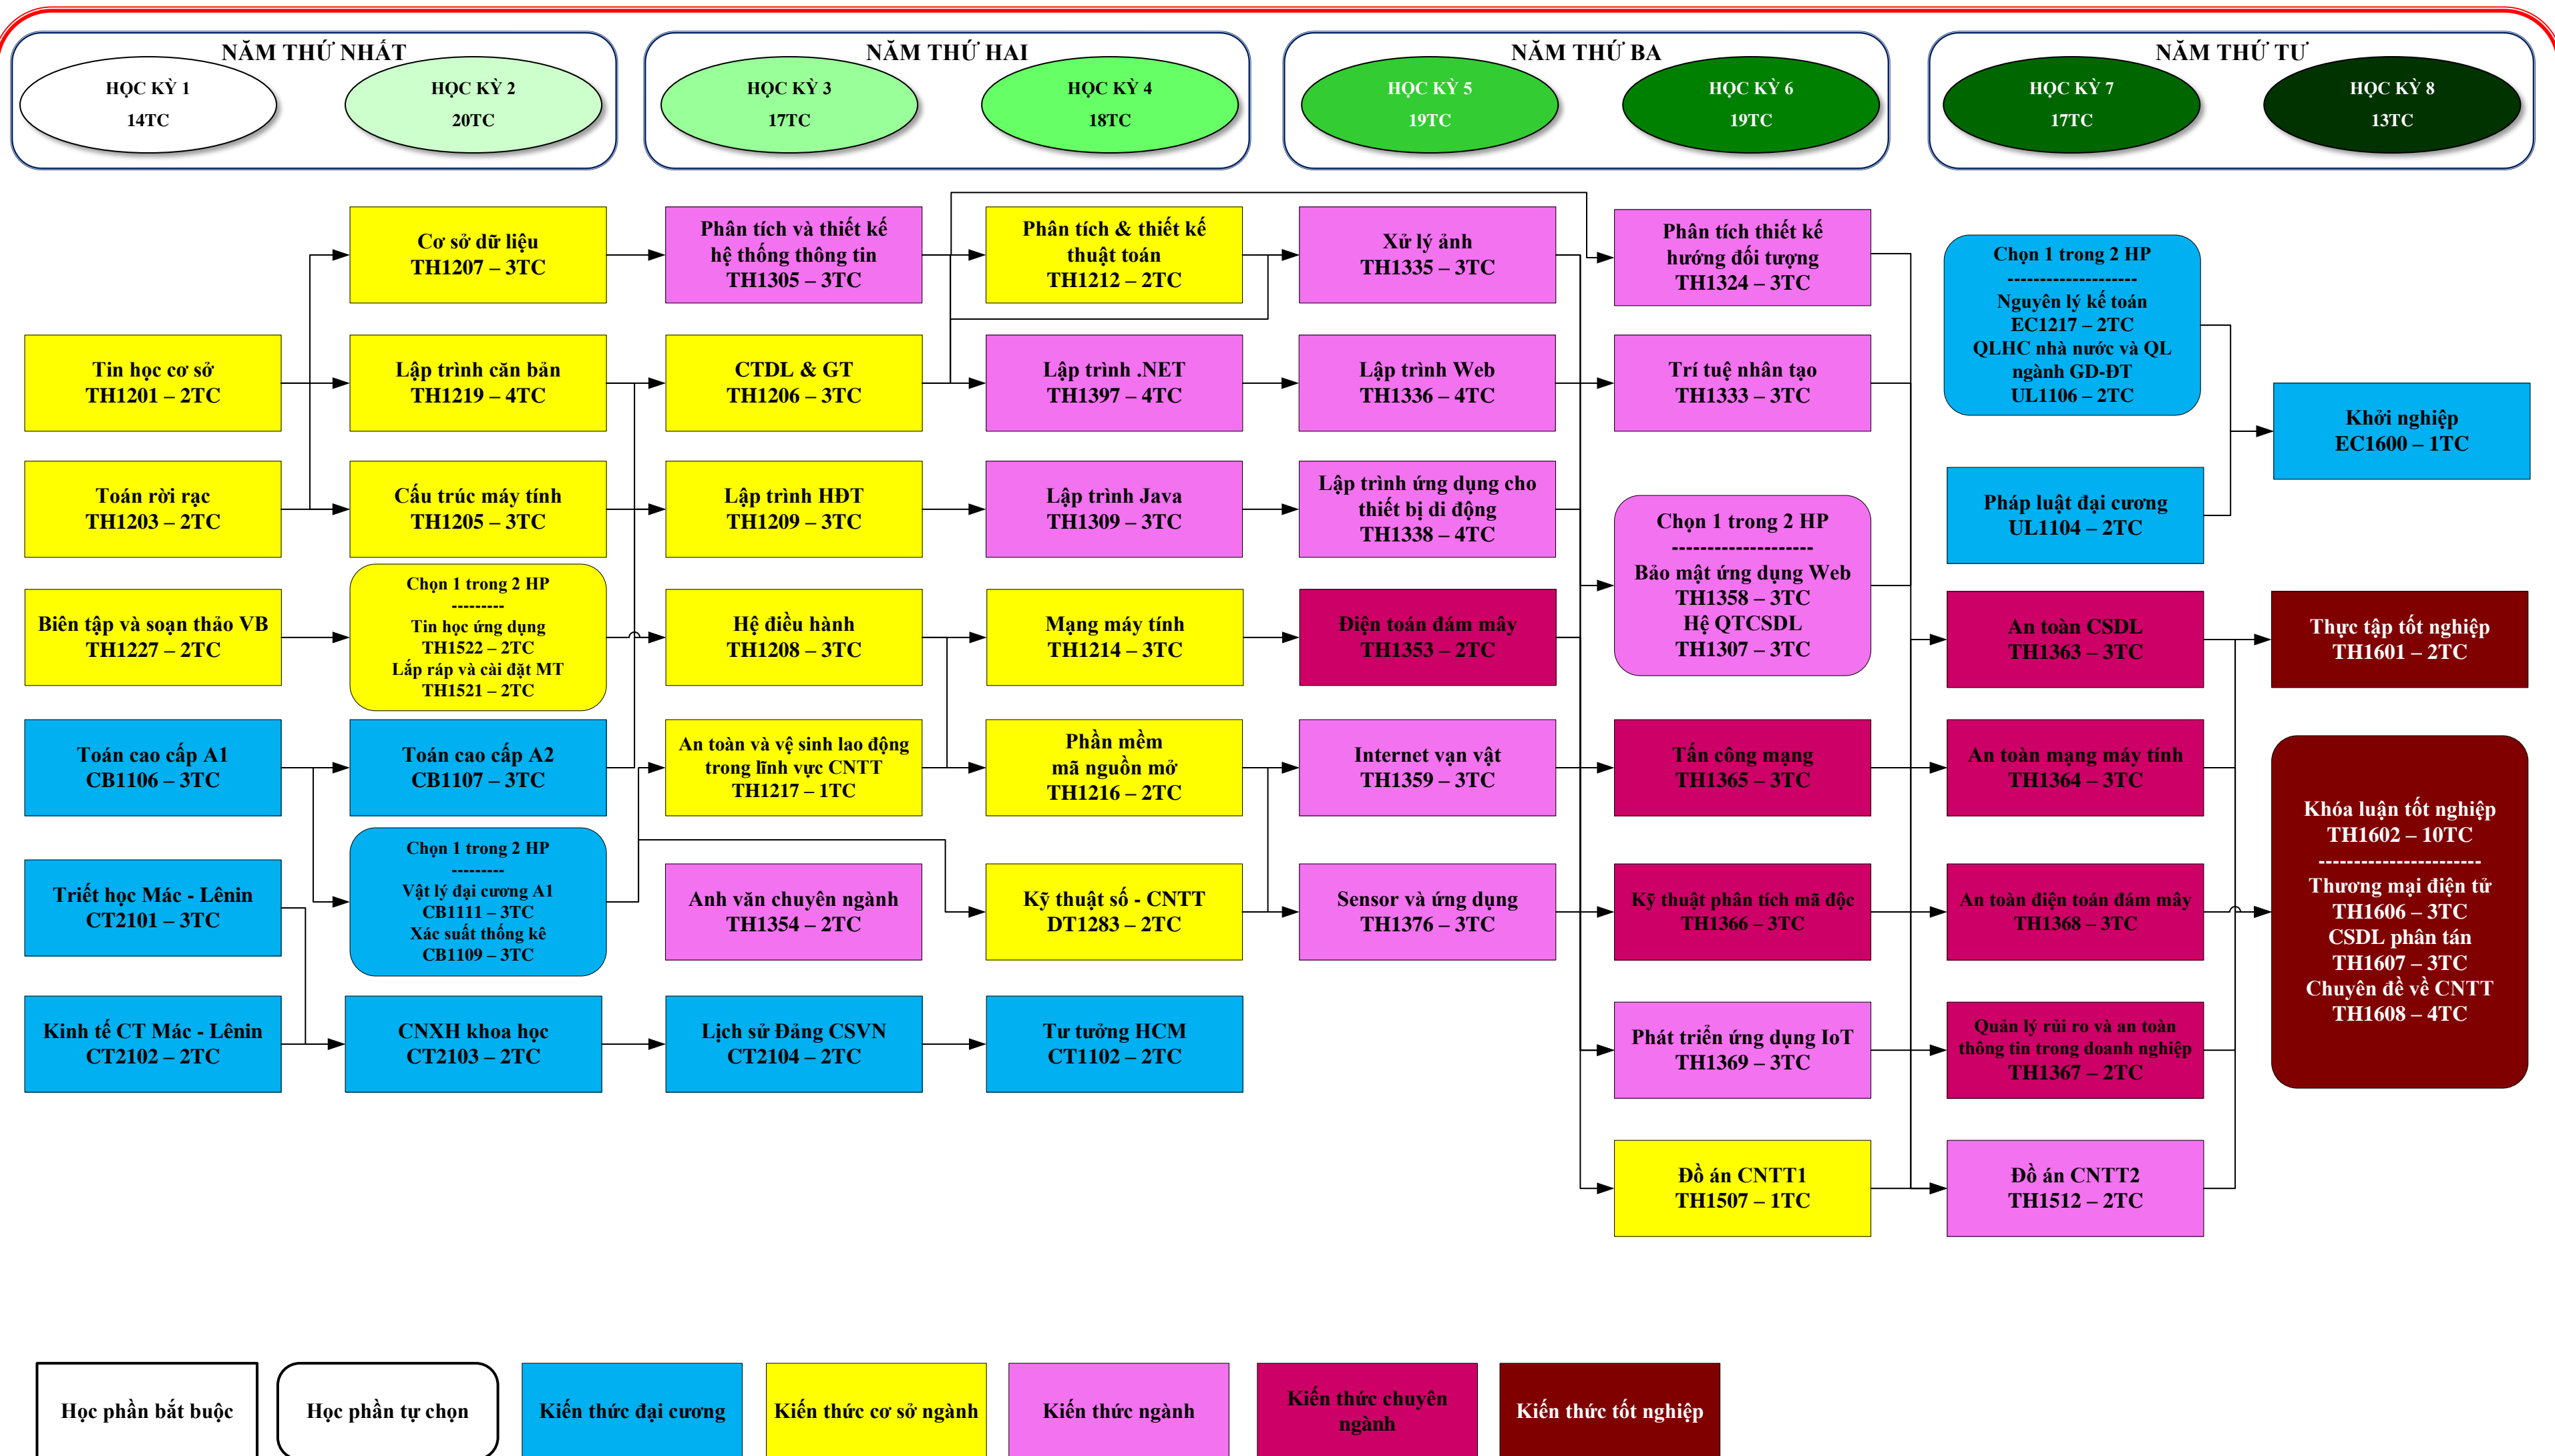 NĂM THỨ NHẤT
HỌC KỲ 1
14TC
HỌC KỲ 2
20TC
NĂM THỨ HAI
HỌC KỲ 3
17TC
HỌC KỲ 4
18TC
NĂM THỨ BA
HỌC KỲ 5
19TC
HỌC KỲ 6
19TC
NĂM THỨ TƯ
HỌC KỲ 7
17TC
HỌC KỲ 8
13TC
Tin học cơ sở
TH1201 – 2TC
Toán rời rạc
TH1203 – 2TC
Biên tập và soạn thảo VB
TH1227 – 2TC
Toán cao cấp A1
CB1106 – 3TC
Triết học Mác - Lênin
CT2101 – 3TC
Kinh tế CT Mác - Lênin
CT2102 – 2TC
Cơ sở dữ liệu
TH1207 – 3TC
Lập trình căn bản
TH1219 – 4TC
Cấu trúc máy tính
TH1205 – 3TC
Chọn 1 trong 2 HP
---------
Tin học ứng dụng
TH1522 – 2TC
Lắp ráp và cài đặt MT
TH1521 – 2TC
Toán cao cấp A2
CB1107 – 3TC
Chọn 1 trong 2 HP
---------
Vật lý đại cương A1
CB1111 – 3TC
Xác suất thống kê
CB1109 – 3TC
CNXH khoa học
CT2103 – 2TC
Phân tích và thiết kế
hệ thống thông tin
TH1305 – 3TC
CTDL & GT
TH1206 – 3TC
Lập trình HĐT
TH1209 – 3TC
Hệ điều hành
TH1208 – 3TC
An toàn và vệ sinh lao động
trong lĩnh vực CNTT
TH1217 – 1TC
Anh văn chuyên ngành
TH1354 – 2TC
Lịch sử Đảng CSVN
CT2104 – 2TC
Phân tích & thiết kế
thuật toán
TH1212 – 2TC
Lập trình .NET
TH1397 – 4TC
Lập trình Java
TH1309 – 3TC
Mạng máy tính
TH1214 – 3TC
Phần mềm
mã nguồn mở
TH1216 – 2TC
Kỹ thuật số - CNTT
DT1283 – 2TC
Tư tưởng HCM
CT1102 – 2TC
Xử lý ảnh
TH1335 – 3TC
Lập trình Web
TH1336 – 4TC
Lập trình ứng dụng cho
thiết bị di động
TH1338 – 4TC
Điện toán đám mây
TH1353 – 2TC
Internet vạn vật
TH1359 – 3TC
Sensor và ứng dụng
TH1376 – 3TC
Phân tích thiết kế
hướng đối tượng
TH1324 – 3TC
Trí tuệ nhân tạo
TH1333 – 3TC
Chọn 1 trong 2 HP
--------------------
Bảo mật ứng dụng Web
TH1358 – 3TC
Hệ QTCSDL
TH1307 – 3TC
Tấn công mạng
TH1365 – 3TC
Kỹ thuật phân tích mã độc
TH1366 – 3TC
Phát triển ứng dụng IoT
TH1369 – 3TC
Đồ án CNTT1
TH1507 – 1TC
Chọn 1 trong 2 HP
--------------------
Nguyên lý kế toán
EC1217 – 2TC
QLHC nhà nước và QL
ngành GD-ĐT
UL1106 – 2TC
Pháp luật đại cương
UL1104 – 2TC
An toàn CSDL
TH1363 – 3TC
An toàn mạng máy tính
TH1364 – 3TC
An toàn điện toán đám mây
TH1368 – 3TC
Quản lý rủi ro và an toàn
thông tin trong doanh nghiệp
TH1367 – 2TC
Đồ án CNTT2
TH1512 – 2TC
Khởi nghiệp
EC1600 – 1TC
Thực tập tốt nghiệp
TH1601 – 2TC
Khóa luận tốt nghiệp
TH1602 – 10TC
-----------------------
Thương mại điện tử
TH1606 – 3TC
CSDL phân tán
TH1607 – 3TC
Chuyên đề về CNTT
TH1608 – 4TC
Học phần bắt buộc
Học phần tự chọn
Kiến thức đại cương
Kiến thức cơ sở ngành
Kiến thức ngành
Kiến thức chuyên
ngành
Kiến thức tốt nghiệp